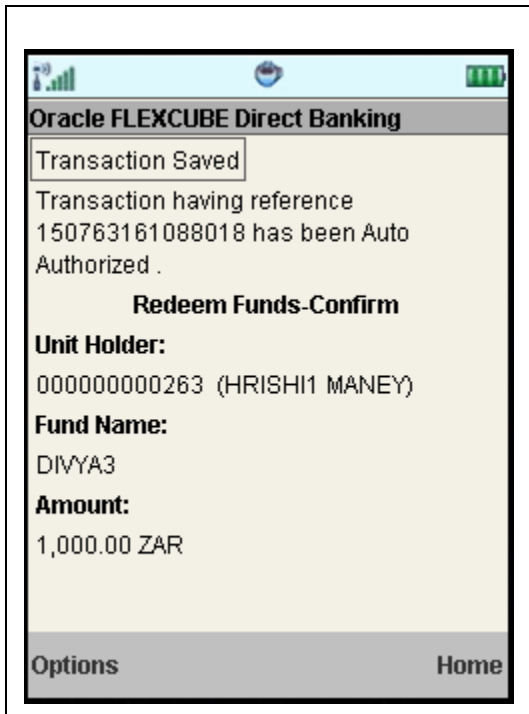 Oracle FLEXCUBE Direct Banking
Transaction Saved
Transaction having reference
150763161088018 has been Auto
Authorized .
Redeem Funds-Confirm
Unit Holder:
000000000263 (HRISHI1 MANEY)
Fund Name:
DIVYA3
Amount:
1,000.00 ZAR
Options Home